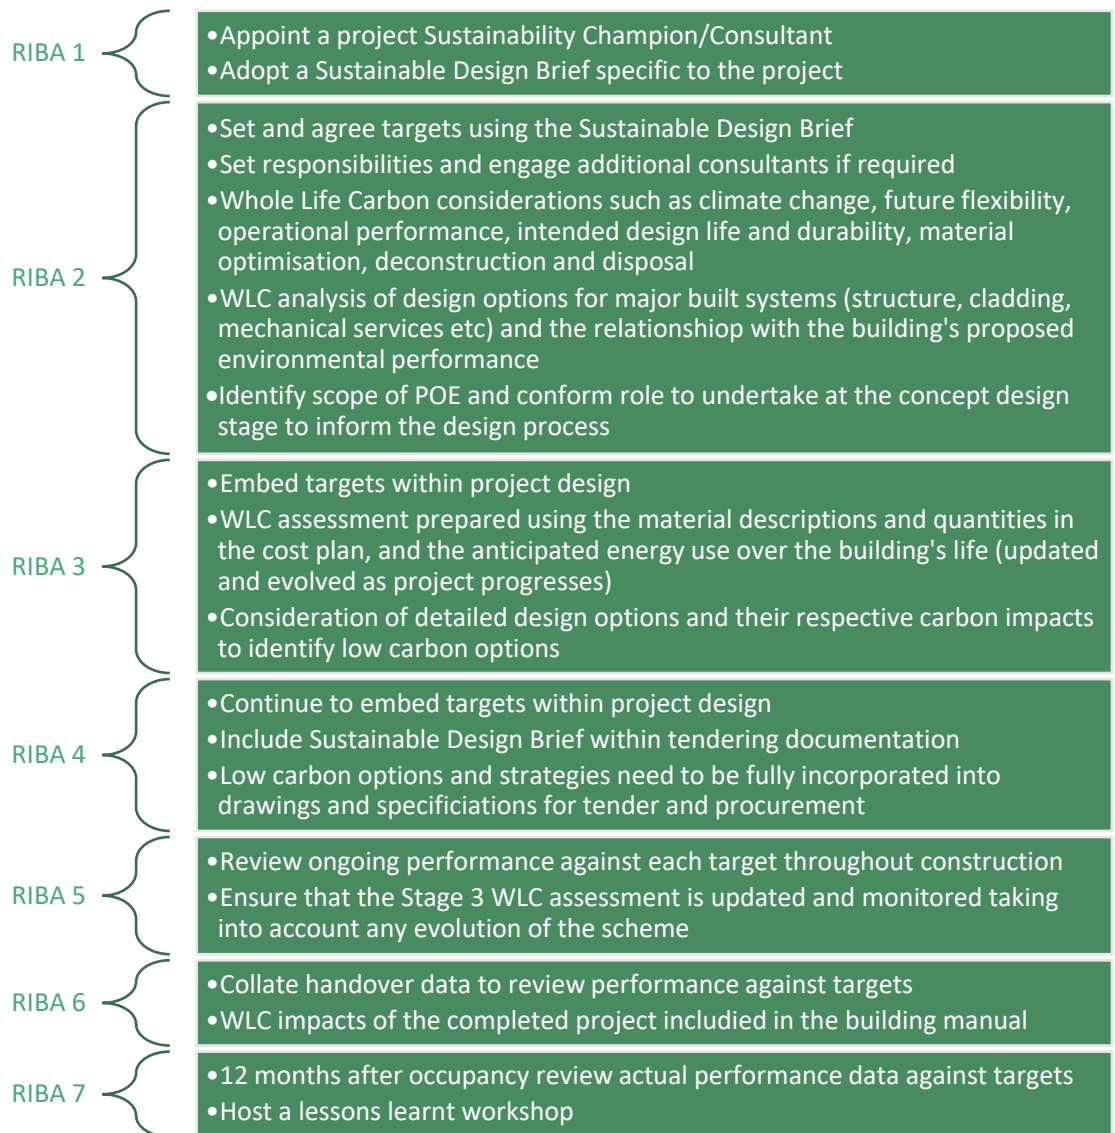 RIBA 1
•Appoint a project Sustainability Champion/Consultant
•Adopt a Sustainable Design Brief specific to the project
RIBA 2
•Set and agree targets using the Sustainable Design Brief
•Set responsibilities and engage additional consultants if required
•Whole Life Carbon considerations such as climate change, future flexibility,
operational performance, intended design life and durability, material
optimisation, deconstruction and disposal
•WLC analysis of design options for major built systems (structure, cladding,
mechanical services etc) and the relationshiop with the building's proposed
environmental performance
•Identify scope of POE and conform role to undertake at the concept design
stage to inform the design process
RIBA 3
•Embed targets within project design
•WLC assessment prepared using the material descriptions and quantities in
the cost plan, and the anticipated energy use over the building's life (updated
and evolved as project progresses)
•Consideration of detailed design options and their respective carbon impacts
to identify low carbon options
RIBA 4
•Continue to embed targets within project design
•Include Sustainable Design Brief within tendering documentation
•Low carbon options and strategies need to be fully incorporated into
drawings and specificiations for tender and procurement
RIBA 5
•Review ongoing performance against each target throughout construction
•Ensure that the Stage 3 WLC assessment is updated and monitored taking
into account any evolution of the scheme
RIBA 6
•Collate handover data to review performance against targets
•WLC impacts of the completed project includied in the building manual
RIBA 7
•12 months after occupancy review actual performance data against targets
•Host a lessons learnt workshop